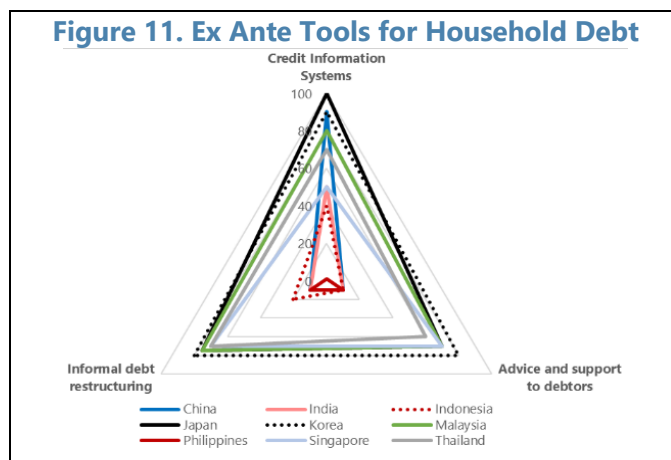 Figure 11. Ex Ante Tools for Household Debt
Credit Information
Systems
100
80
60
40
20
0
Informal debt
restructuring
Advice and support
to debtors
China
India
Indonesia
Japan
Korea
Malaysia
Philippines
Singapore
Thailand